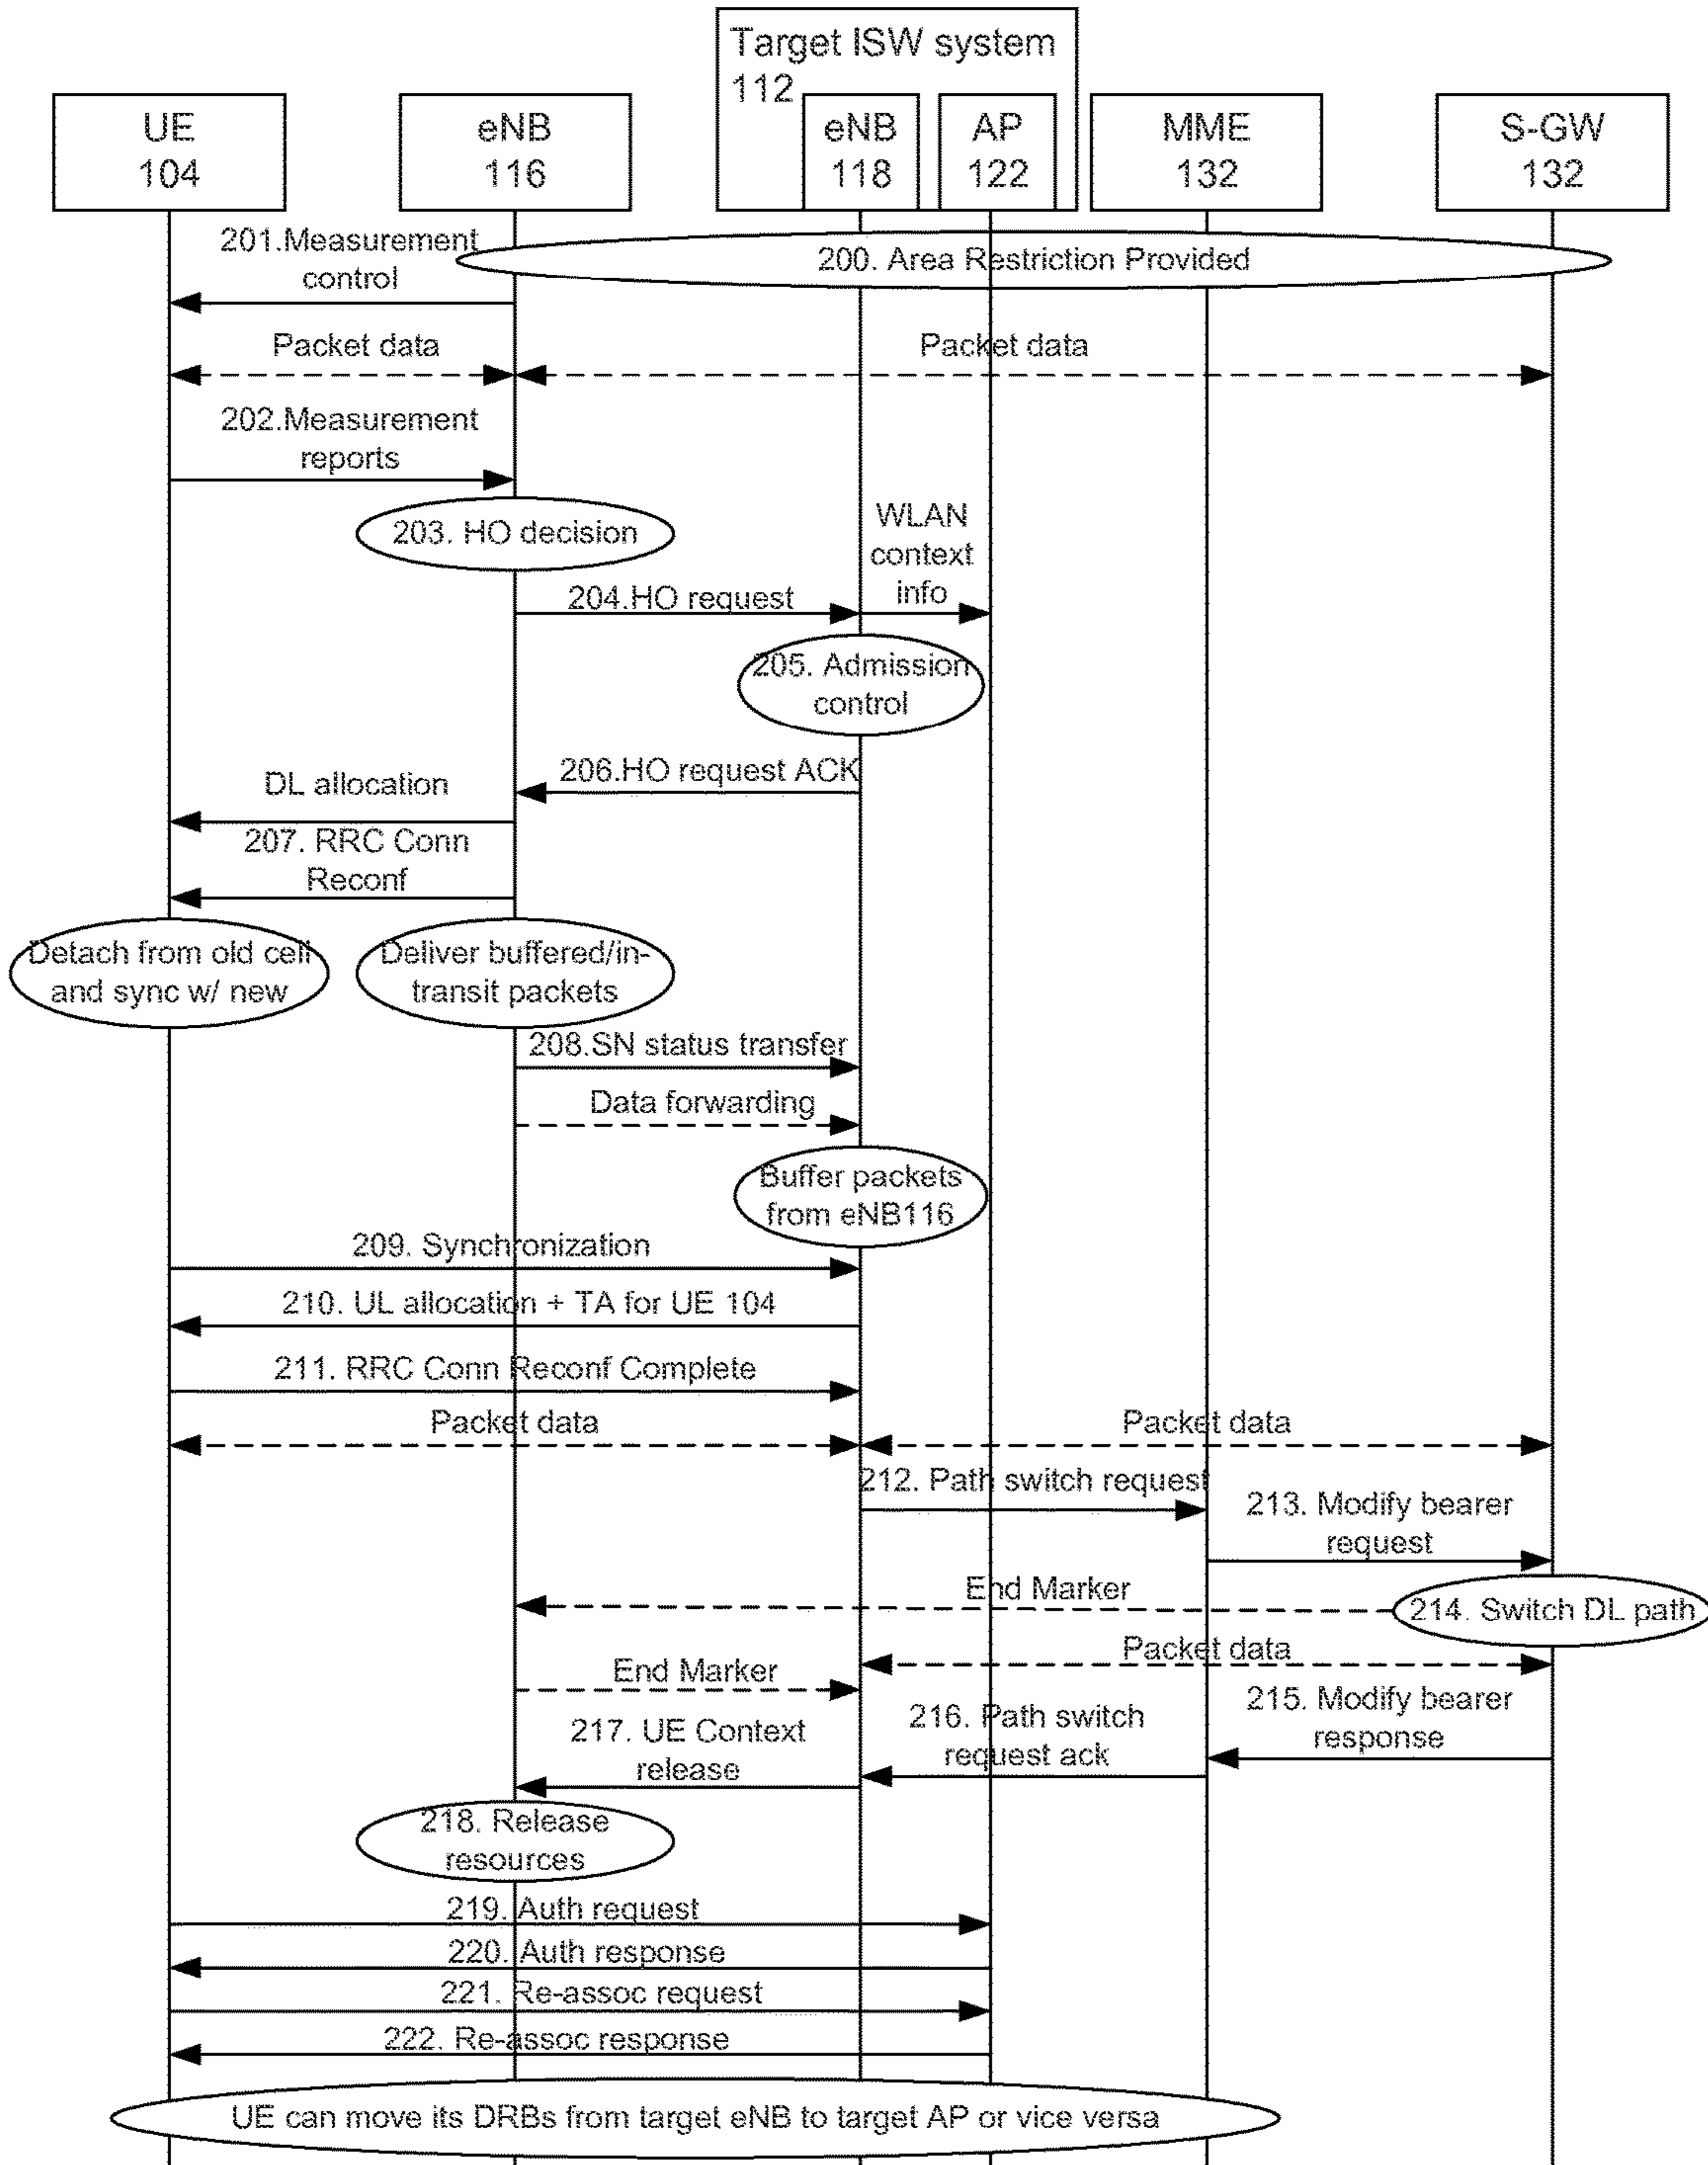 Target ISW system
112
UE
104
eNB
116
eNB
118
AP
122
MME
132
S-GW
132
201.Measurement
control
200. Area Restriction Provided
Packet data
Packet data
202.Measurement
reports
203. HO decision
WLAN
context
info
204.HO request
205. Admission
control
206.HO request ACK
DL allocation
207. RRC Conn
Reconf
Detach from old cell
and sync w/ new
Deliver buffered/in-
transit packets
208.SN status transfer
Data forwarding
Buffer packets
from eNB116
209. Synchronization
210. UL allocation + TA for UE 104
211. RRC Conn Reconf Complete
Packet data
Packet data
212. Path switch request
213. Modify bearer
request
End Marker
214. Switch DL path
Packet data
End Marker
215. Modify bearer
response
216. Path switch
request ack
217. UE Context
release
218. Release
resources
219. Auth request
220. Auth response
221. Re-assoc request
222. Re-assoc response
UE can move its DRBs from target eNB to target AP or vice versa